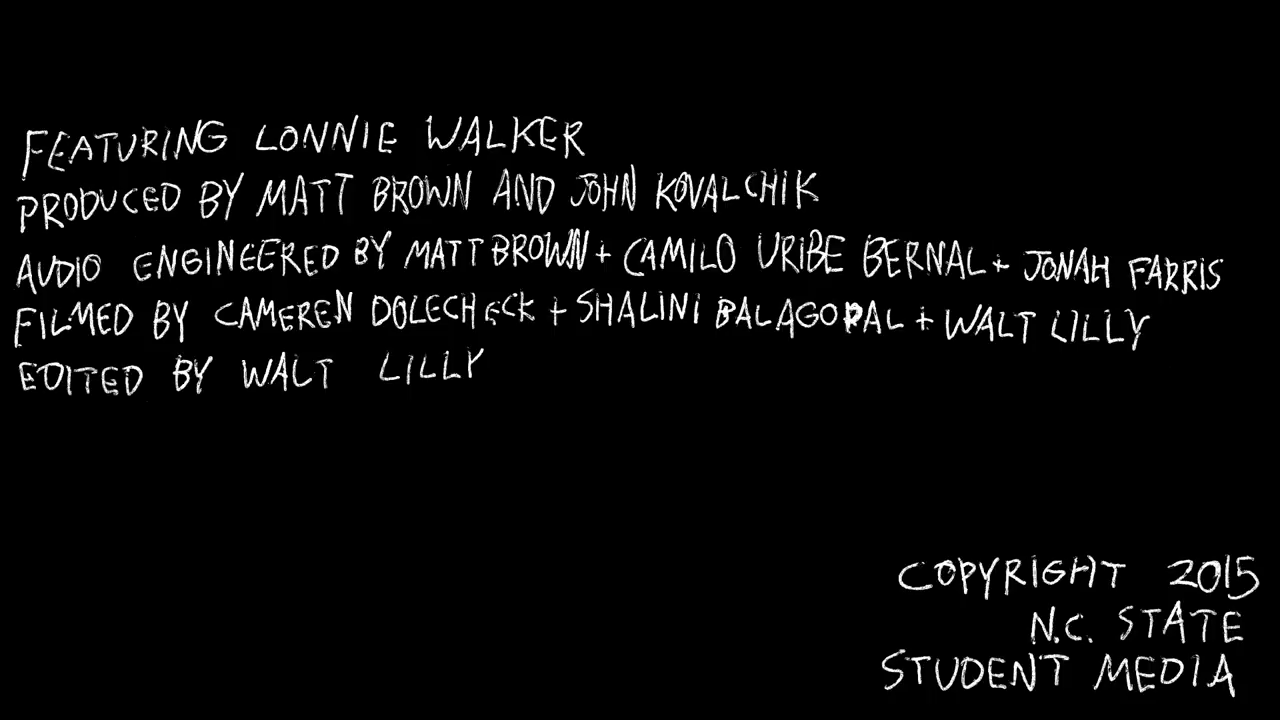 FEATURING LONNIE WALKER
PRODUCED BY MATT BROWN AND JOHN KOVALCHIK
AUDIO ENGINEERED BY MATT BROWN + CAMILO URIBE BERNAL + JONAH FARRIS
FILMED BY CAMEREN DOLECHECK + SHALINI BALAGOPAL + WALT LILLY
EDITED BY WALT LILLY
COPYRIGHT 2015
N.C. STATE
STUDENT MEDIA